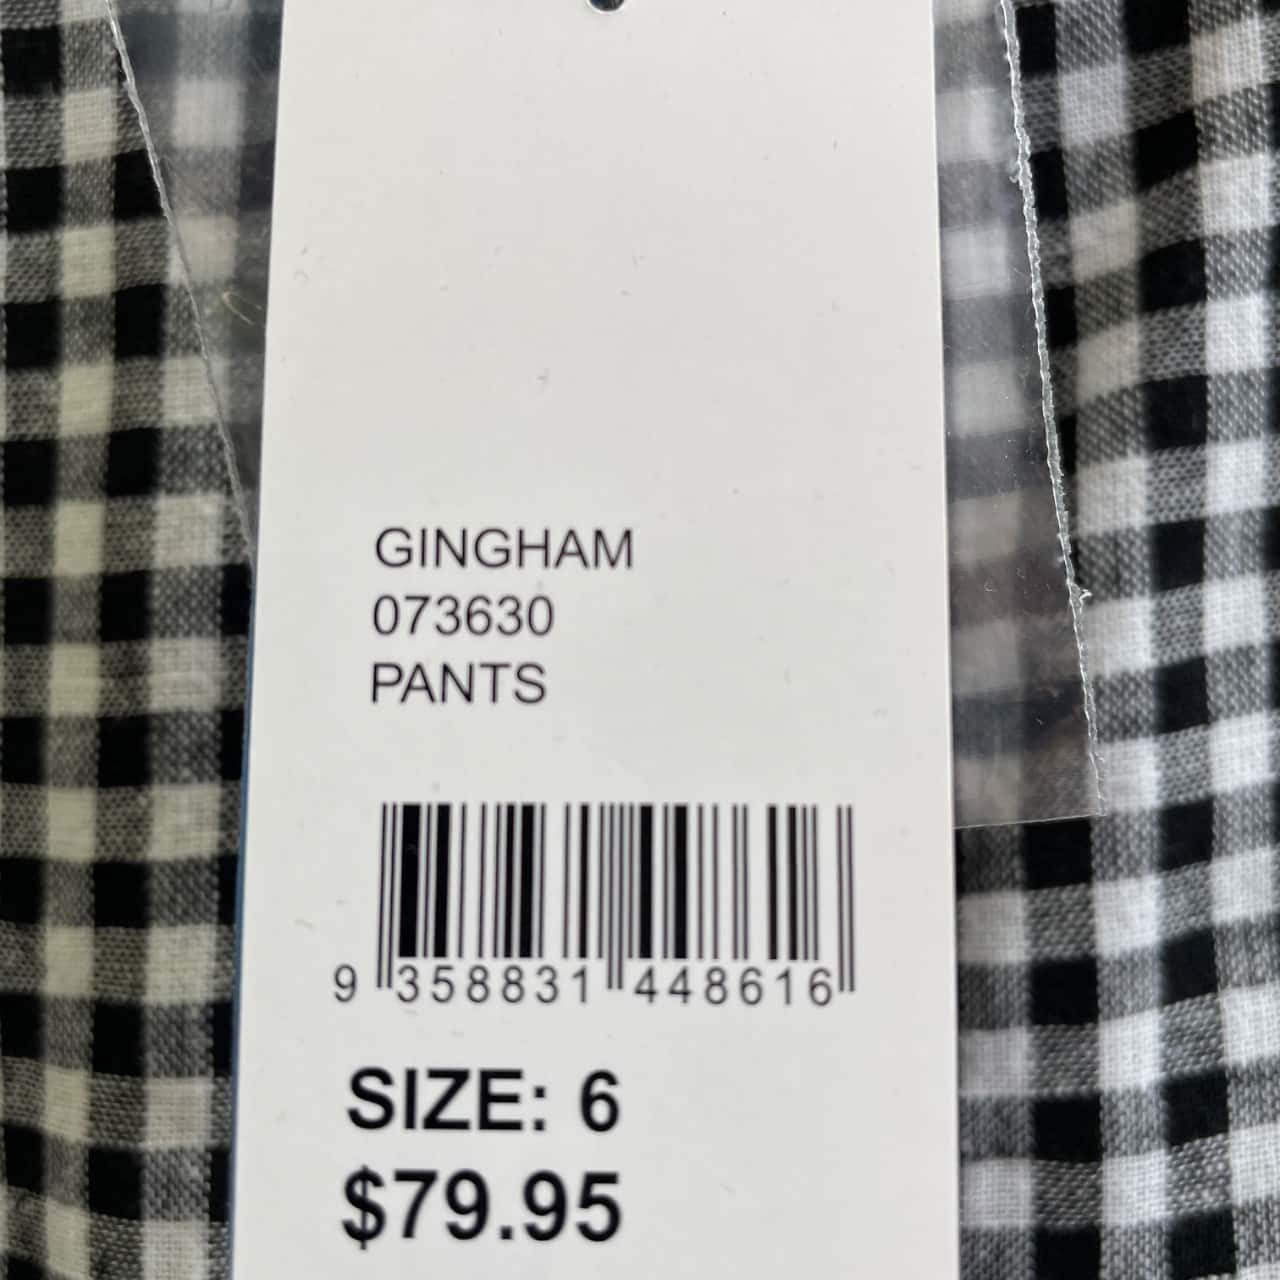 GINGHAM
073630
PANTS
9 358831 448616
SIZE: 6
$79.95